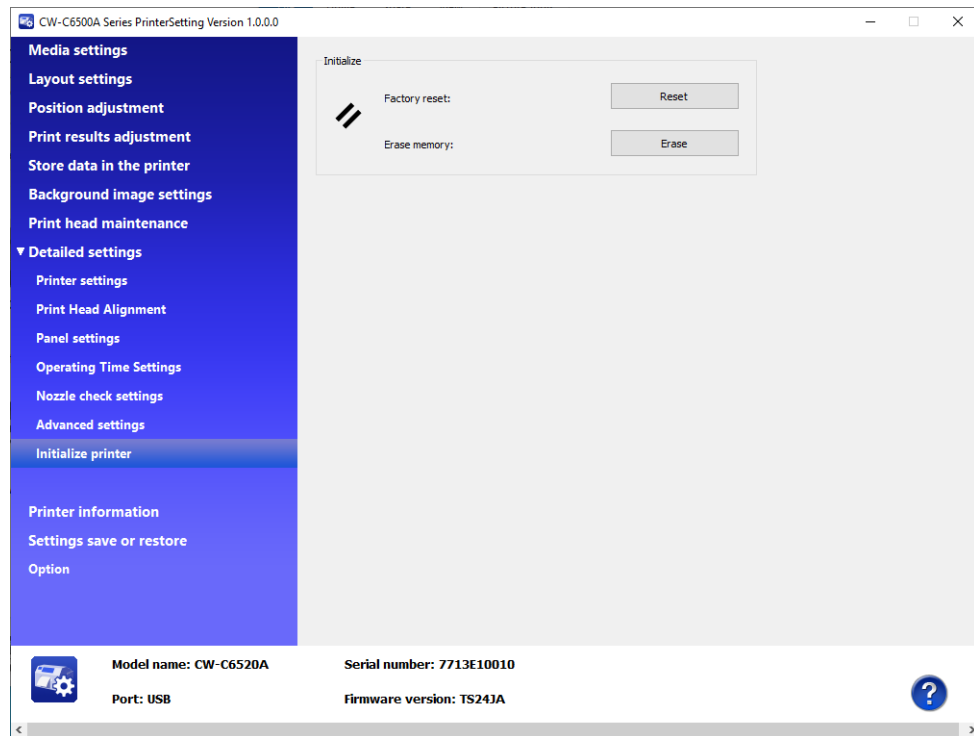 CW-C6500A Series PrinterSetting Version 1.0.0.0
Media settings
Layout settings
Position adjustment
Print results adjustment
Store data in the printer
Background image settings
Print head maintenance
▼ Detailed settings
Printer settings
Print Head Alignment
Panel settings
Operating Time Settings
Nozzle check settings
Advanced settings
Initialize printer
Printer information
Settings save or restore
Option
Initialize
Factory reset: Reset
Erase memory: Erase
Model name: CW-C6520A Serial number: 7713E10010
Port: USB Firmware version: TS24JA
?